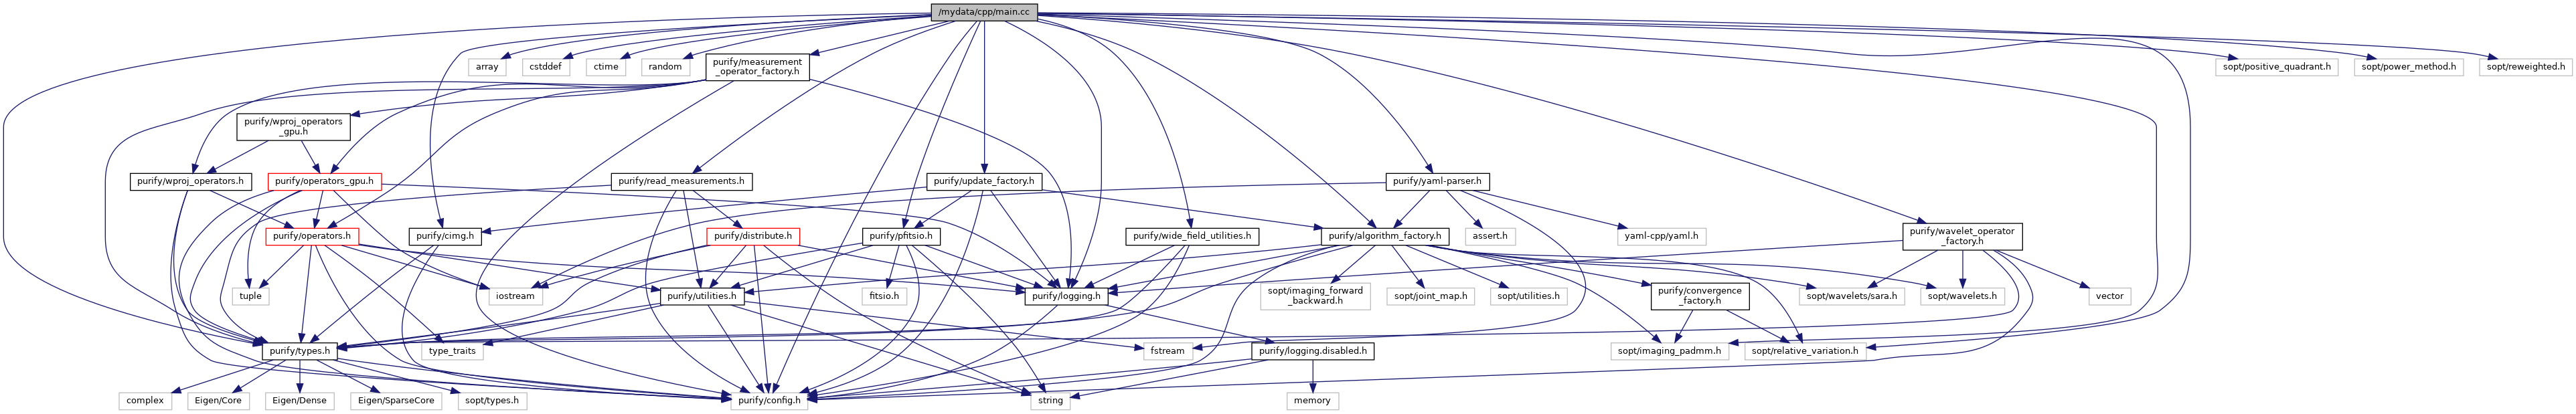 /mydata/cpp/main.cc
array
cstddef
ctime
random
purify/measurement
_operator_factory.h
sopt/positive_quadrant.h
sopt/power_method.h
sopt/reweighted.h
purify/wproj_operators
_gpu.h
purify/wproj_operators.h
purify/operators_gpu.h
purify/read_measurements.h
purify/update_factory.h
purify/yaml-parser.h
purify/operators.h
purify/cimg.h
purify/distribute.h
purify/pfitsio.h
purify/wide_field_utilities.h
purify/algorithm_factory.h
assert.h
yaml-cpp/yaml.h
purify/wavelet_operator
_factory.h
tuple
iostream
purify/utilities.h
fitsio.h
purify/logging.h
sopt/imaging_forward
_backward.h
sopt/joint_map.h
sopt/utilities.h
purify/convergence
_factory.h
sopt/wavelets/sara.h
sopt/wavelets.h
vector
purify/types.h
type_traits
fstream
purify/logging.disabled.h
sopt/imaging_padmm.h
sopt/relative_variation.h
complex
Eigen/Core
Eigen/Dense
Eigen/SparseCore
sopt/types.h
purify/config.h
string
memory